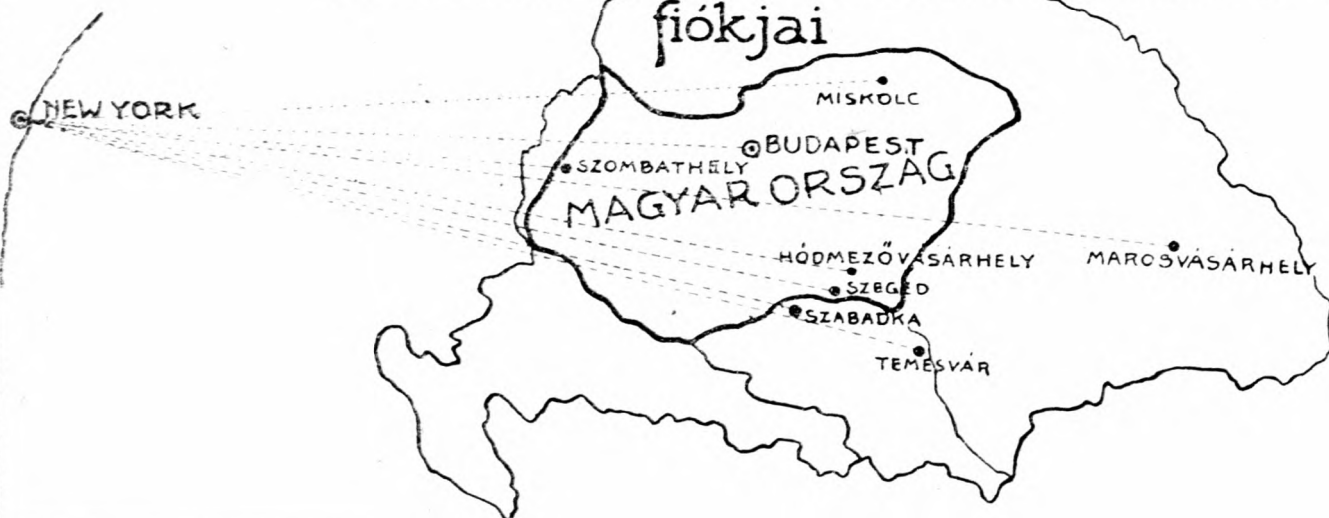 fiókjai
NEW YORK
MISKOLC
BUDAPEST
SZOMBATHELY
MAGYARORSZÁG
HÓDMEZŐVÁSÁRHELY
MAROSVÁSÁRHELY
SZEGED
SZABADKA
TEMESVÁR